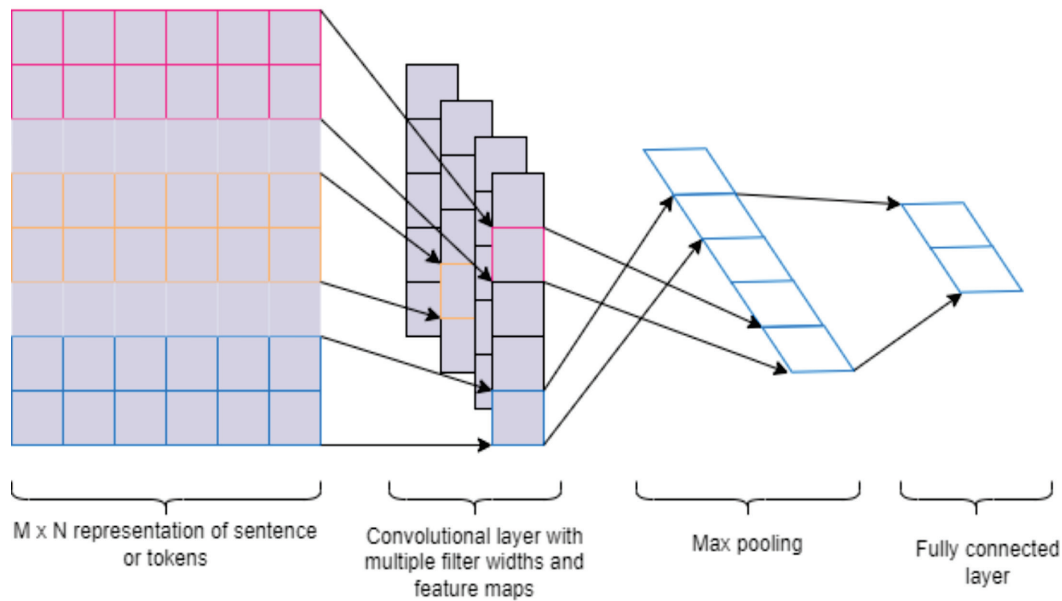 M x N representation of sentence
or tokens
Convolutional layer with
multiple filter widths and
feature maps
Max pooling
Fully connected
layer